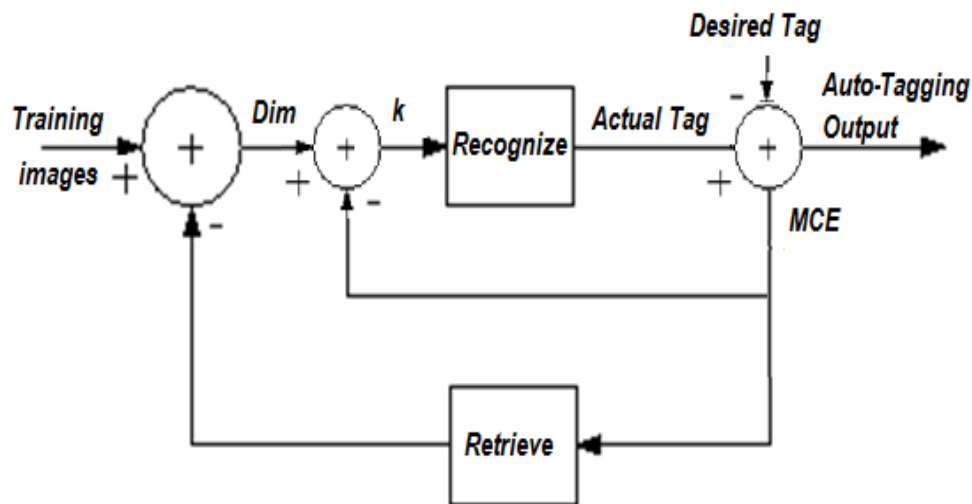 Desired Tag
Training
images
+
+
-
Dim
+
+
-
k
Recognize
Actual Tag
-
+
+
Auto-Tagging
Output
MCE
Retrieve